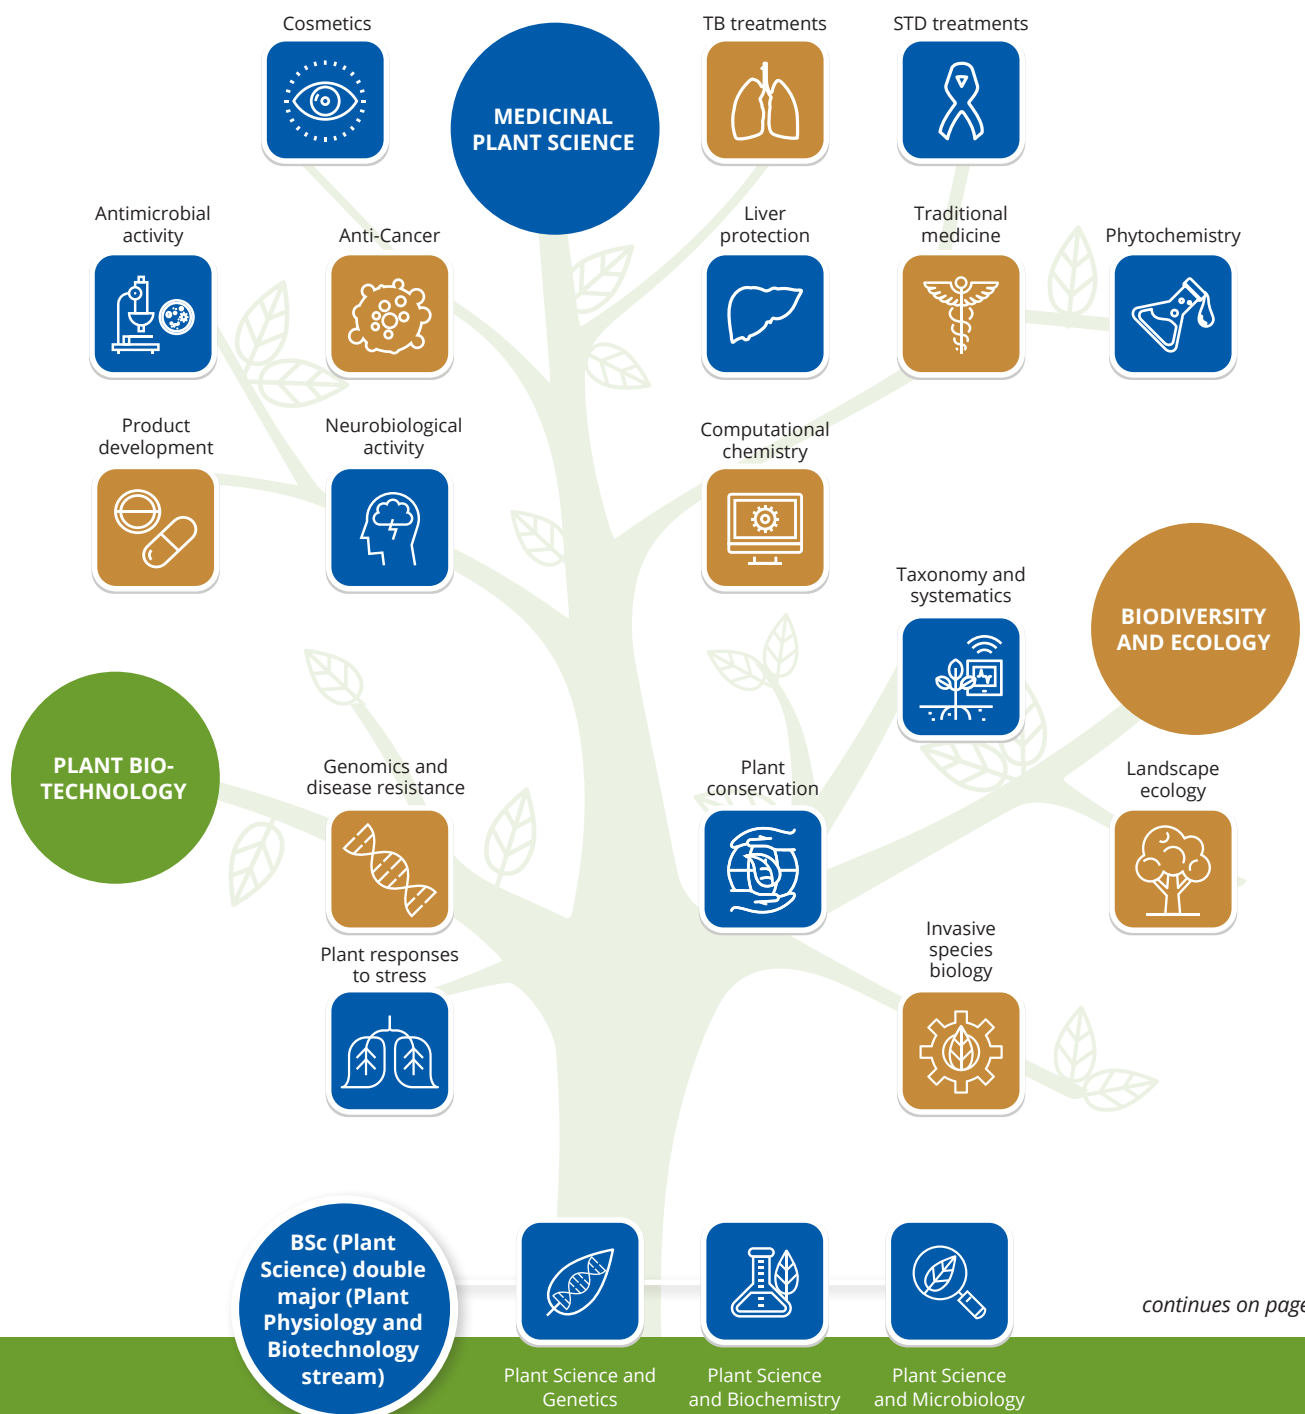 Cosmetics
MEDICINAL
PLANT SCIENCE
TB treatments
STD treatments
Antimicrobial
activity
Anti-Cancer
Liver
protection
Traditional
medicine
Phytochemistry
Product
development
Neurobiological
activity
Computational
chemistry
Taxonomy and
systematics
BIODIVERSITY
AND ECOLOGY
PLANT BIO-
TECHNOLOGY
Genomics and
disease resistance
Plant
conservation
Landscape
ecology
Plant responses
to stress
Invasive
species
biology
BSc (Plant
Science) double
major (Plant
Physiology and
Biotechnology
stream)
continues on page
Plant Science and
Genetics
Plant Science
and Biochemistry
Plant Science
and Microbiology